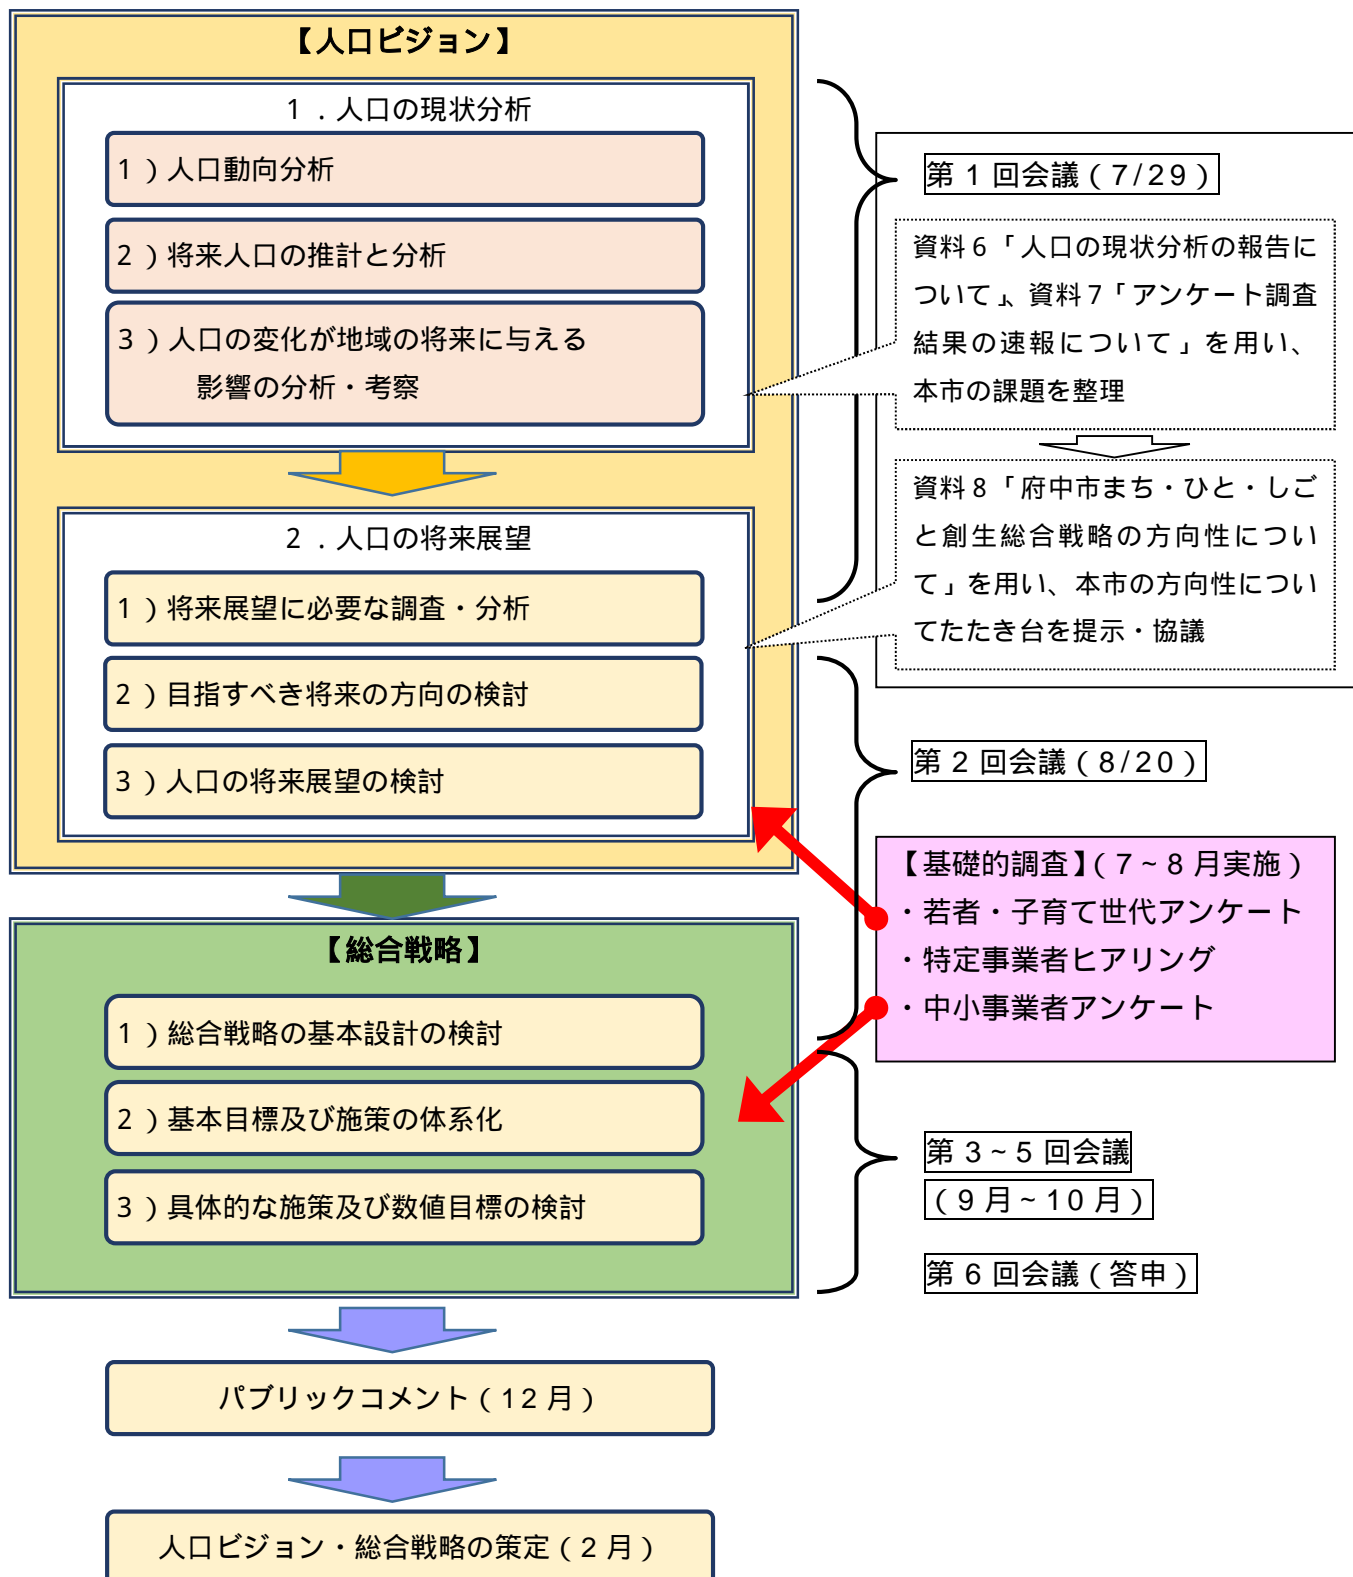 【人口ビジョン】
1．人口の現状分析
1）人口動向分析
2）将来人口の推計と分析
3）人口の変化が地域の将来に与える
影響の分析・考察
2．人口の将来展望
1）将来展望に必要な調査・分析
2）目指すべき将来の方向の検討
3）人口の将来展望の検討
第1回会議（7/29）
資料6「人口の現状分析の報告に
ついて」、資料7「アンケート調査
結果の速報について」を用い、
本市の課題を整理
資料8「府中市まち・ひと・しご
と創生総合戦略の方向性につい
て」を用い、本市の方向性につい
てたたき台を提示・協議
第2回会議（8/20）
【基礎的調査】（7~8月実施）
・若者・子育て世代アンケート
・特定事業者ヒアリング
・中小事業者アンケート
【総合戦略】
1）総合戦略の基本設計の検討
2）基本目標及び施策の体系化
3）具体的な施策及び数値目標の検討
第3~5回会議
（9月~10月）
第6回会議（答申）
パブリックコメント（12月）
人口ビジョン・総合戦略の策定（2月）